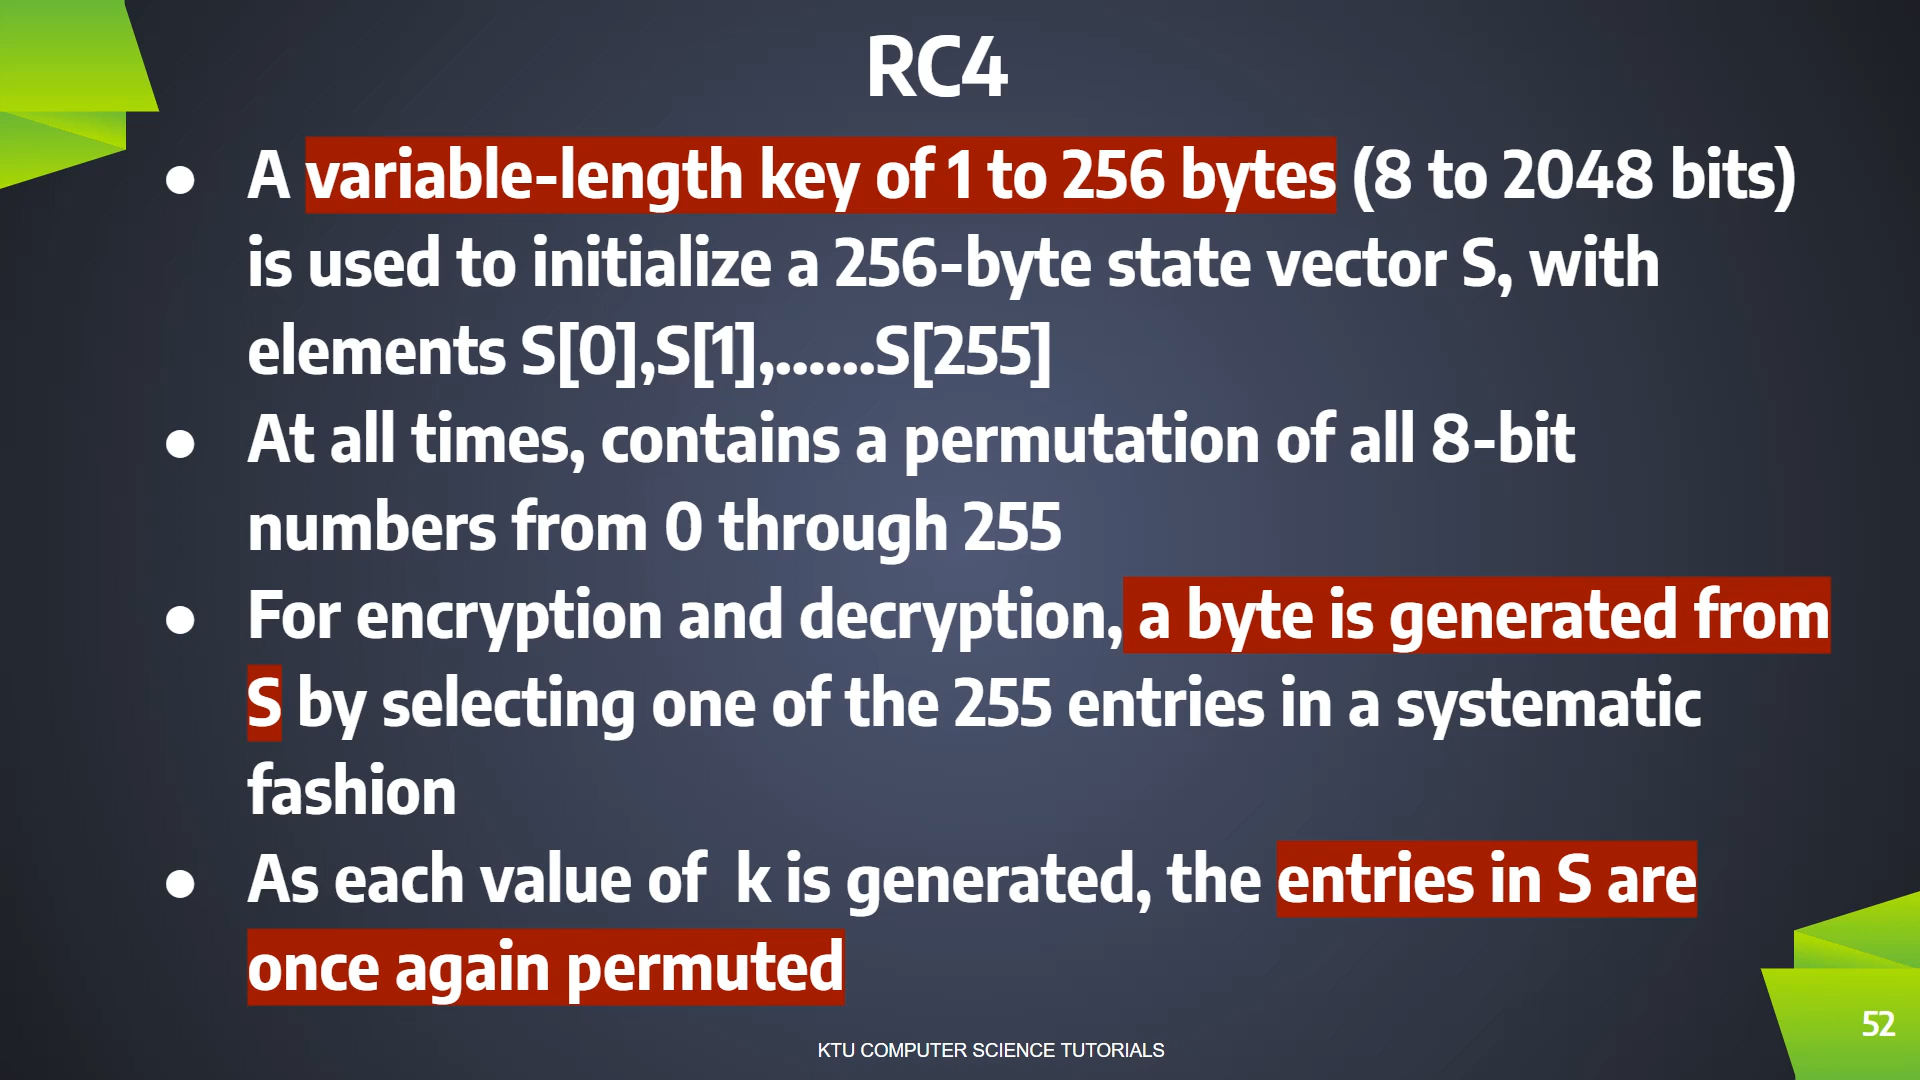 RC4
● A variable-length key of 1 to 256 bytes (8 to 2048 bits)
is used to initialize a 256-byte state vector S, with
elements S[0],S[1],......S[255]
● At all times, contains a permutation of all 8-bit
numbers from 0 through 255
● For encryption and decryption, a byte is generated from
S by selecting one of the 255 entries in a systematic
fashion
● As each value of  k is generated, the entries in S are
once again permuted
52
KTU COMPUTER SCIENCE TUTORIALS